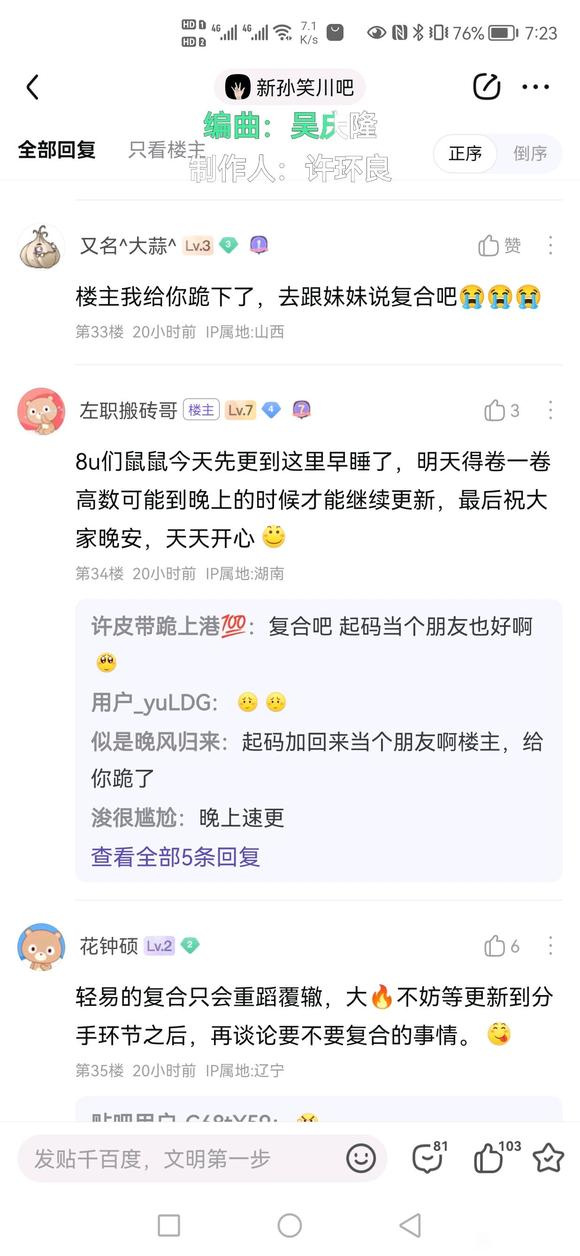 HD 1 4G 4G 7.1 76% 7:23
HD 2 K/s
新孙笑川吧
编曲：吴庆隆
全部回复 只看楼主 正序 倒序
制作人：许环良
又名^大蒜^ Lv.3 3 1 赞
楼主我给你跪下了，去跟妹妹说复合吧😭😭😭
第33楼 20小时前 IP属地:山西
左职搬砖哥 楼主 Lv.7 4 7 3
8u们鼠鼠今天先更到这里早睡了，明天得卷一卷
高数可能到晚上的时候才能继续更新，最后祝大
家晚安，天天开心
第34楼 20小时前 IP属地:湖南
许皮带跪上港💯：复合吧 起码当个朋友也好啊
🥺
用户_yuLDG：
似是晚风归来：起码加回来当个朋友啊楼主，给
你跪了
浚很尴尬：晚上速更
查看全部5条回复
花钟硕 Lv.2 2 6
轻易的复合只会重蹈覆辙，大🔥不妨等更新到分
手环节之后，再谈论要不要复合的事情。😋
第35楼 20小时前 IP属地:辽宁
发贴千百度，文明第一步 81 103